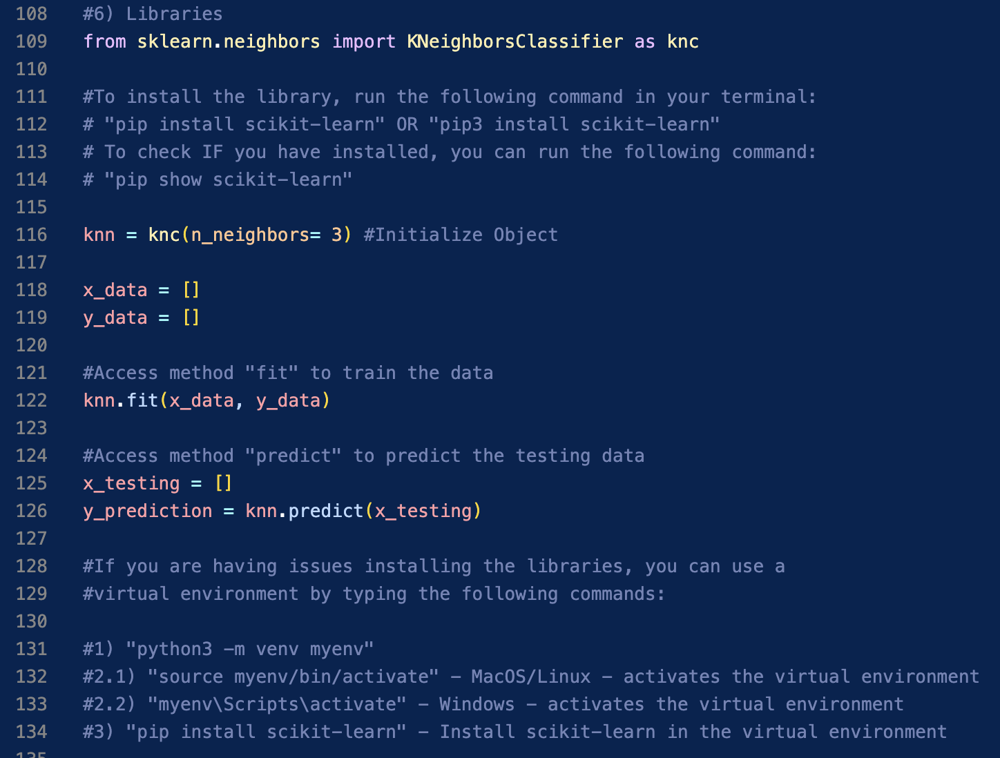 108 #6) Libraries
109 from sklearn.neighbors import KNeighborsClassifier as knc
110
111 #To install the library, run the following command in your terminal:
112 # "pip install scikit-learn" OR "pip3 install scikit-learn"
113 # To check IF you have installed, you can run the following command:
114 # "pip show scikit-learn"
115
116 knn = knc(n_neighbors= 3) #Initialize Object
117
118 x_data = []
119 y_data = []
120
121 #Access method "fit" to train the data
122 knn.fit(x_data, y_data)
123
124 #Access method "predict" to predict the testing data
125 x_testing = []
126 y_prediction = knn.predict(x_testing)
127
128 #If you are having issues installing the libraries, you can use a
129 #virtual environment by typing the following commands:
130
131 #1) "python3 -m venv myenv"
132 #2.1) "source myenv/bin/activate" - MacOS/Linux - activates the virtual environment
133 #2.2) "myenv\Scripts\activate" - Windows - activates the virtual environment
134 #3) "pip install scikit-learn" - Install scikit-learn in the virtual environment
135